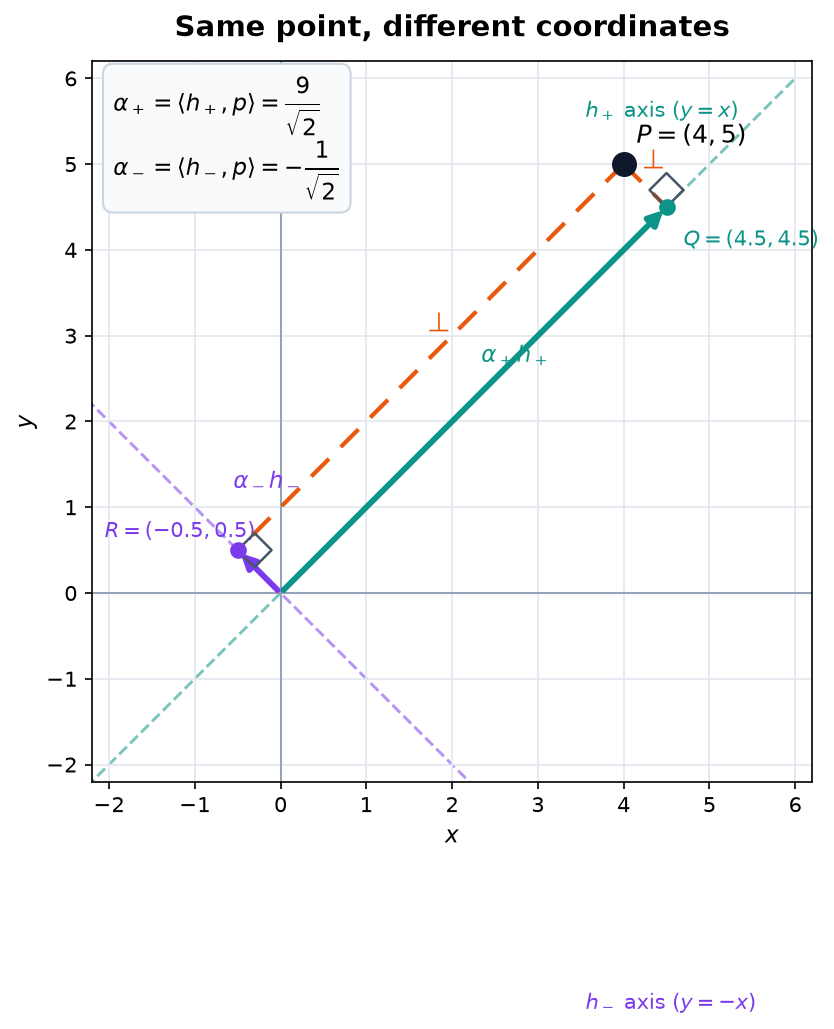 Same point, different coordinates
α₊ = ⟨h₊, p⟩ = 9/√2
α₋ = ⟨h₋, p⟩ = −1/√2
h₊ axis (y = x)
P = (4, 5)
⊥
Q = (4.5, 4.5)
⊥
α₊h₊
α₋h₋
R = (−0.5, 0.5)
y
6
5
4
3
2
1
0
−1
−2
−2 −1 0 1 2 3 4 5 6
x
h₋ axis (y = −x)